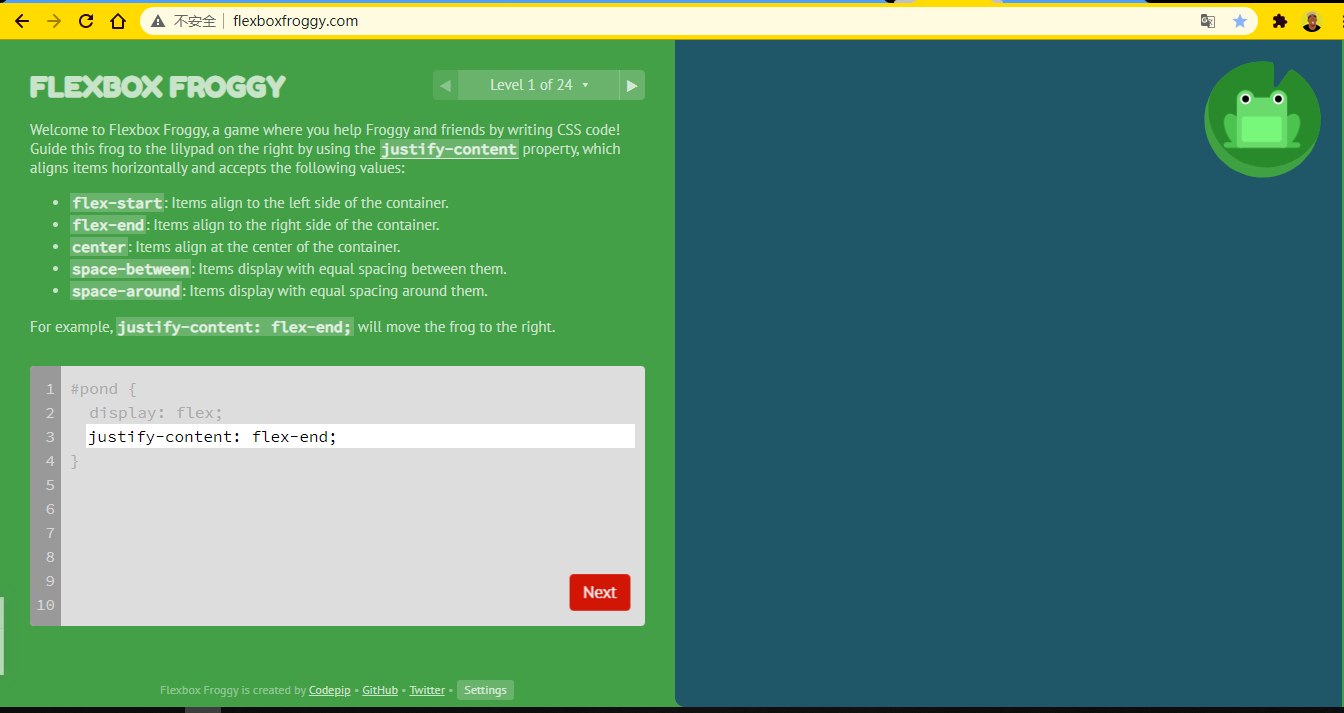 不安全 flexboxfroggy.com
FLEXBOX FROGGY
Level 1 of 24
Welcome to Flexbox Froggy, a game where you help Froggy and friends by writing CSS code!
Guide this frog to the lilypad on the right by using the justify-content property, which
aligns items horizontally and accepts the following values:
• flex-start: Items align to the left side of the container.
• flex-end: Items align to the right side of the container.
• center: Items align at the center of the container.
• space-between: Items display with equal spacing between them.
• space-around: Items display with equal spacing around them.
For example, justify-content: flex-end; will move the frog to the right.
1 #pond {
2 display: flex;
3 justify-content: flex-end;
4 }
5
6
7
8
9
10
Next
Flexbox Froggy is created by Codepip • GitHub • Twitter • Settings